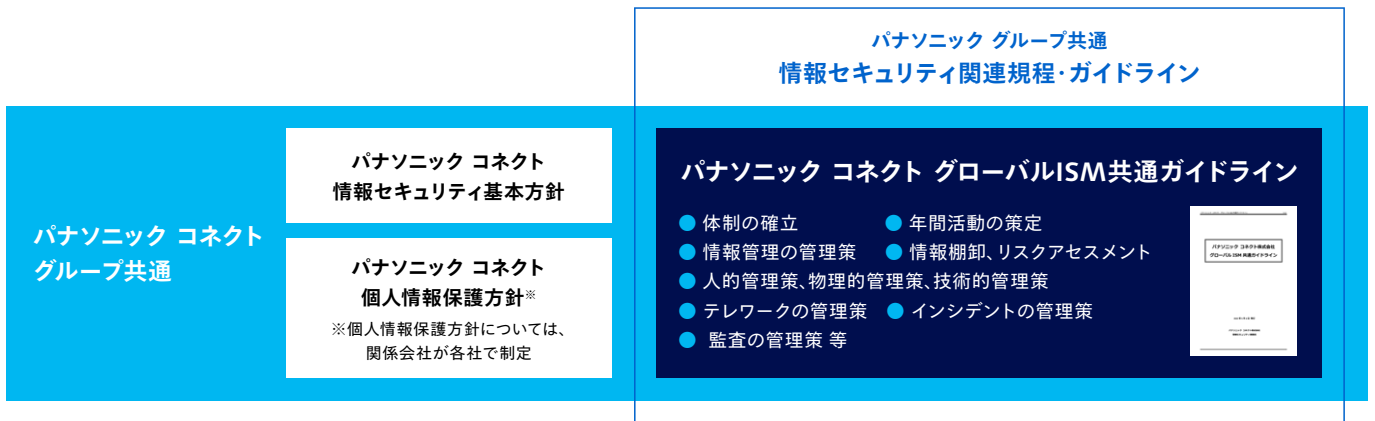 パナソニック グループ共通
情報セキュリティ関連規程・ガイドライン
パナソニック コネクト
グループ共通
パナソニック コネクト
情報セキュリティ基本方針
パナソニック コネクト
個人情報保護方針※
※個人情報保護方針については、
関係会社が各社で制定
パナソニック コネクト グローバルISM共通ガイドライン
● 体制の確立 ● 年間活動の策定
● 情報管理の管理策 ● 情報棚卸、リスクアセスメント
● 人的管理策、物理的管理策、技術的管理策
● テレワークの管理策 ● インシデントの管理策
● 監査の管理策 等
パナソニック コネクト株式会社
グローバル ISM 共通ガイドライン